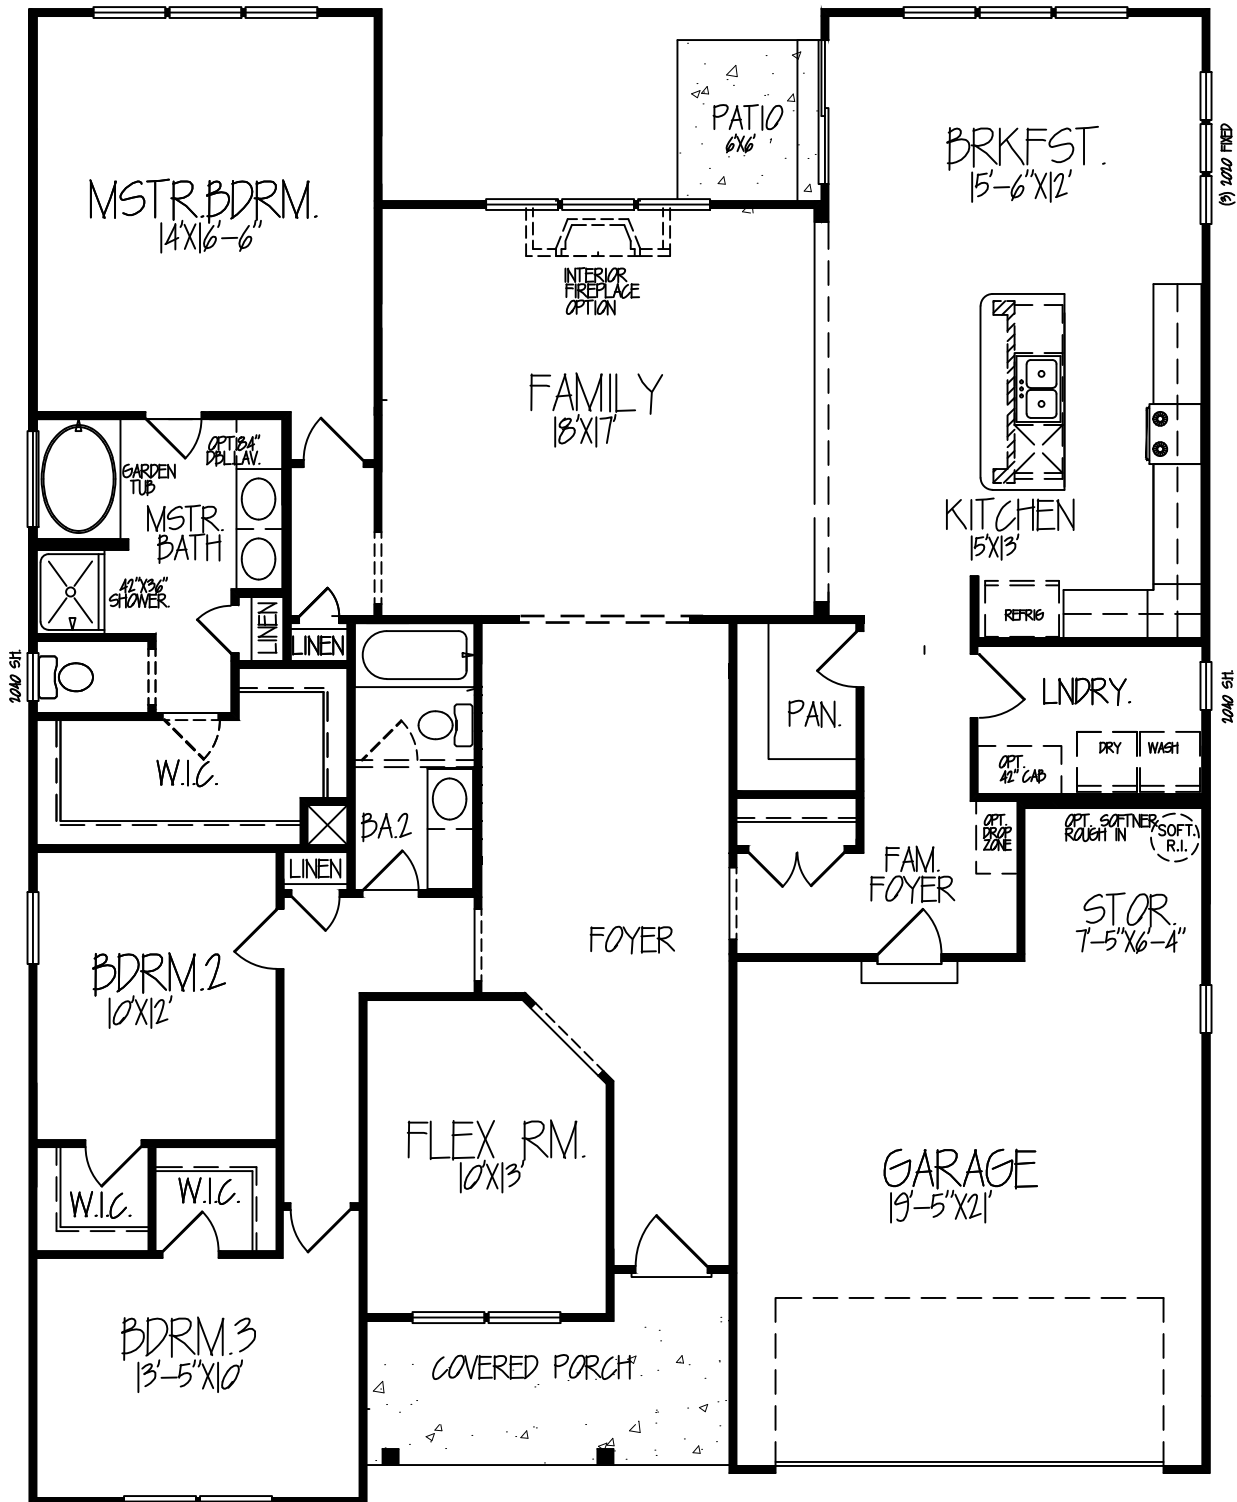 PATIO
6'X6'
BRKFST.
15'-6"X12'
(3) 2020 FIXED
MSTR.BDRM.
14'X16'-6"
INTERIOR
FIREPLACE
OPTION
FAMILY
18'X17'
OPT.84"
DBL.LAV.
GARDEN
TUB
MSTR.
BATH
KITCHEN
15'X13'
42"X36"
SHOWER.
LINEN
LINEN
REFRIG
2040 SH.
2040 SH.
LNDRY.
PAN.
DRY
WASH
OPT.
42" CAB
W.I.C.
BA.2
OPT.
DROP
ZONE
OPT. SOFTNER
ROUGH IN
SOFT.
R.I.
LINEN
FAM.
FOYER
STOR.
7'-5"X6'-4"
FOYER
BDRM.2
10'X12'
FLEX RM.
10'X13'
GARAGE
19'-5"X21'
W.I.C.
W.I.C.
BDRM.3
13'-5"X10'
COVERED PORCH